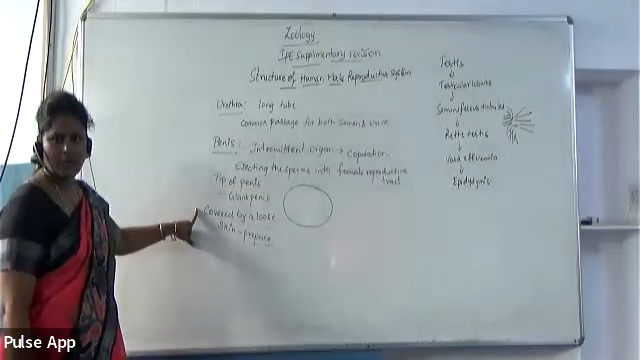 Zoology
IPE Supplimentary revision
Structure of Human Male Reproductive System
Urethra: long tube
Common passage for both semen & urine
Penis: Intromittent organ → copulation.
Ejecting the sperms into female reproductive
tract
Tip of penis
Glans penis
Covered by a loose
skin - prepuce
Testis
↓
Testicular lobules
↓
Seminiferous tubules
↓
Rete testis
↓
Vasa efferentia
↓
Epididymis
Pulse App